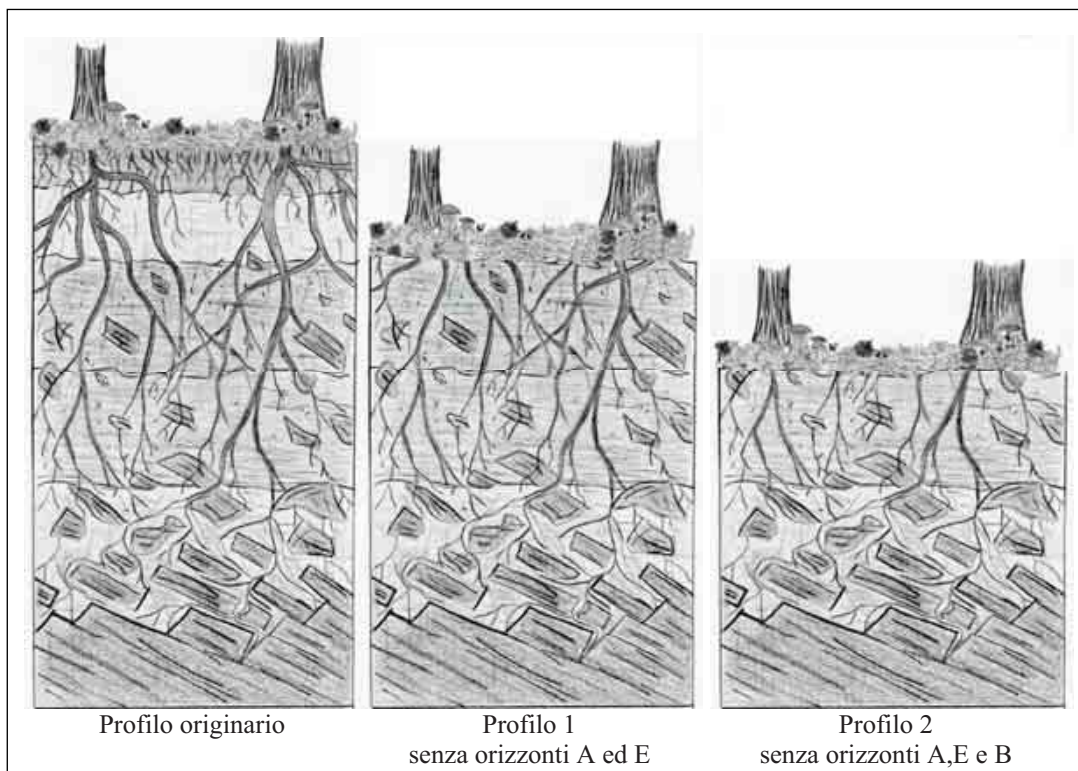 Profilo originario
Profilo 1
senza orizzonti A ed E
Profilo 2
senza orizzonti A,E e B